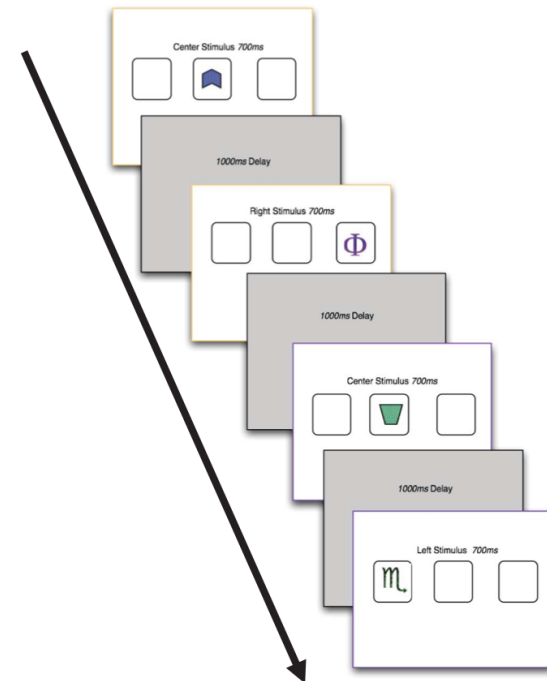 Center Stimulus 700ms
1000ms Delay
Right Stimulus 700ms
Φ
1000ms Delay
Center Stimulus 700ms
1000ms Delay
Left Stimulus 700ms
♏